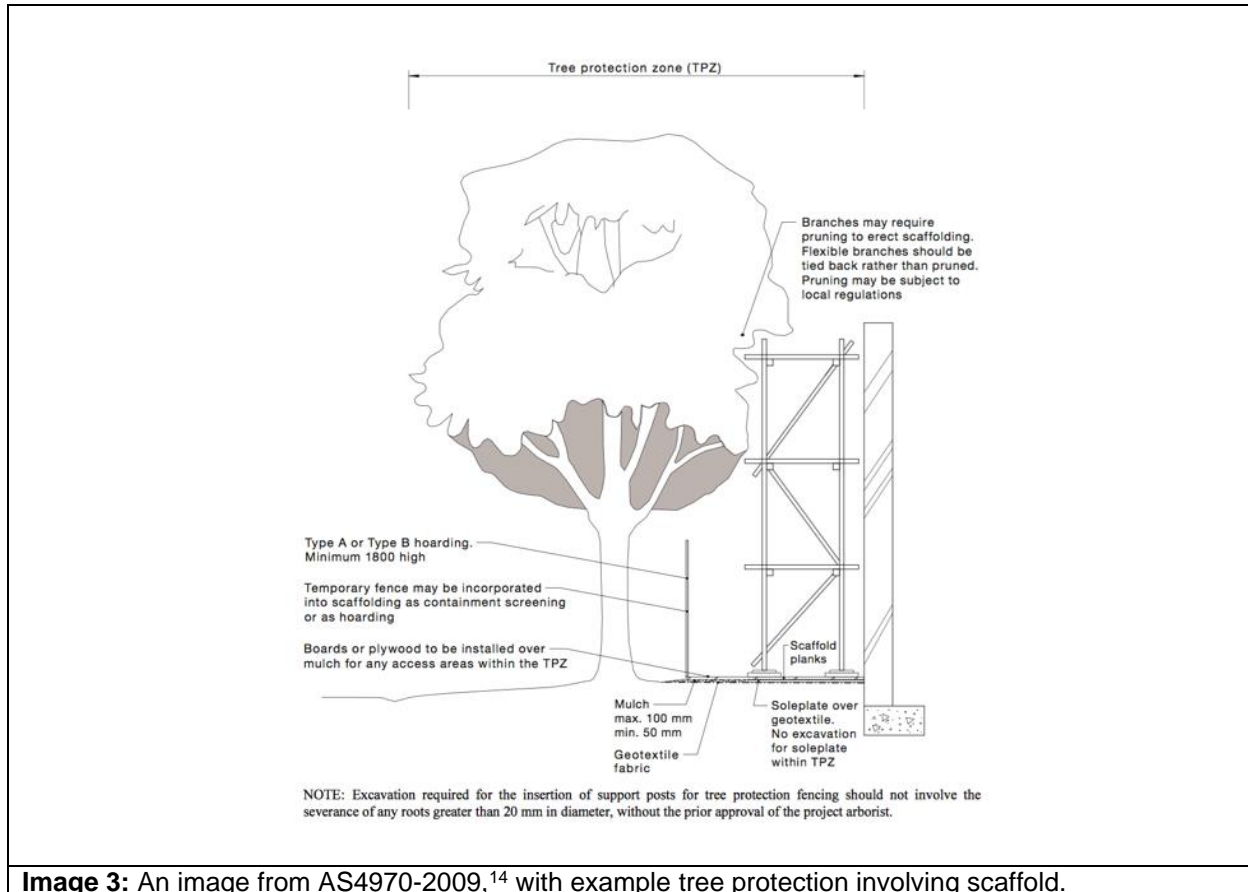 Tree protection zone (TPZ)
Branches may require
pruning to erect scaffolding.
Flexible branches should be
tied back rather than pruned.
Pruning may be subject to
local regulations
Type A or Type B hoarding.
Minimum 1800 high
Temporary fence may be incorporated
into scaffolding as containment screening
or as hoarding
Boards or plywood to be installed over
mulch for any access areas within the TPZ
Scaffold
planks
Mulch
max. 100 mm
min. 50 mm
Geotextile
fabric
Soleplate over
geotextile.
No excavation
for soleplate
within TPZ
NOTE: Excavation required for the insertion of support posts for tree protection fencing should not involve the
severance of any roots greater than 20 mm in diameter, without the prior approval of the project arborist.
Image 3: An image from AS4970-2009,14 with example tree protection involving scaffold.